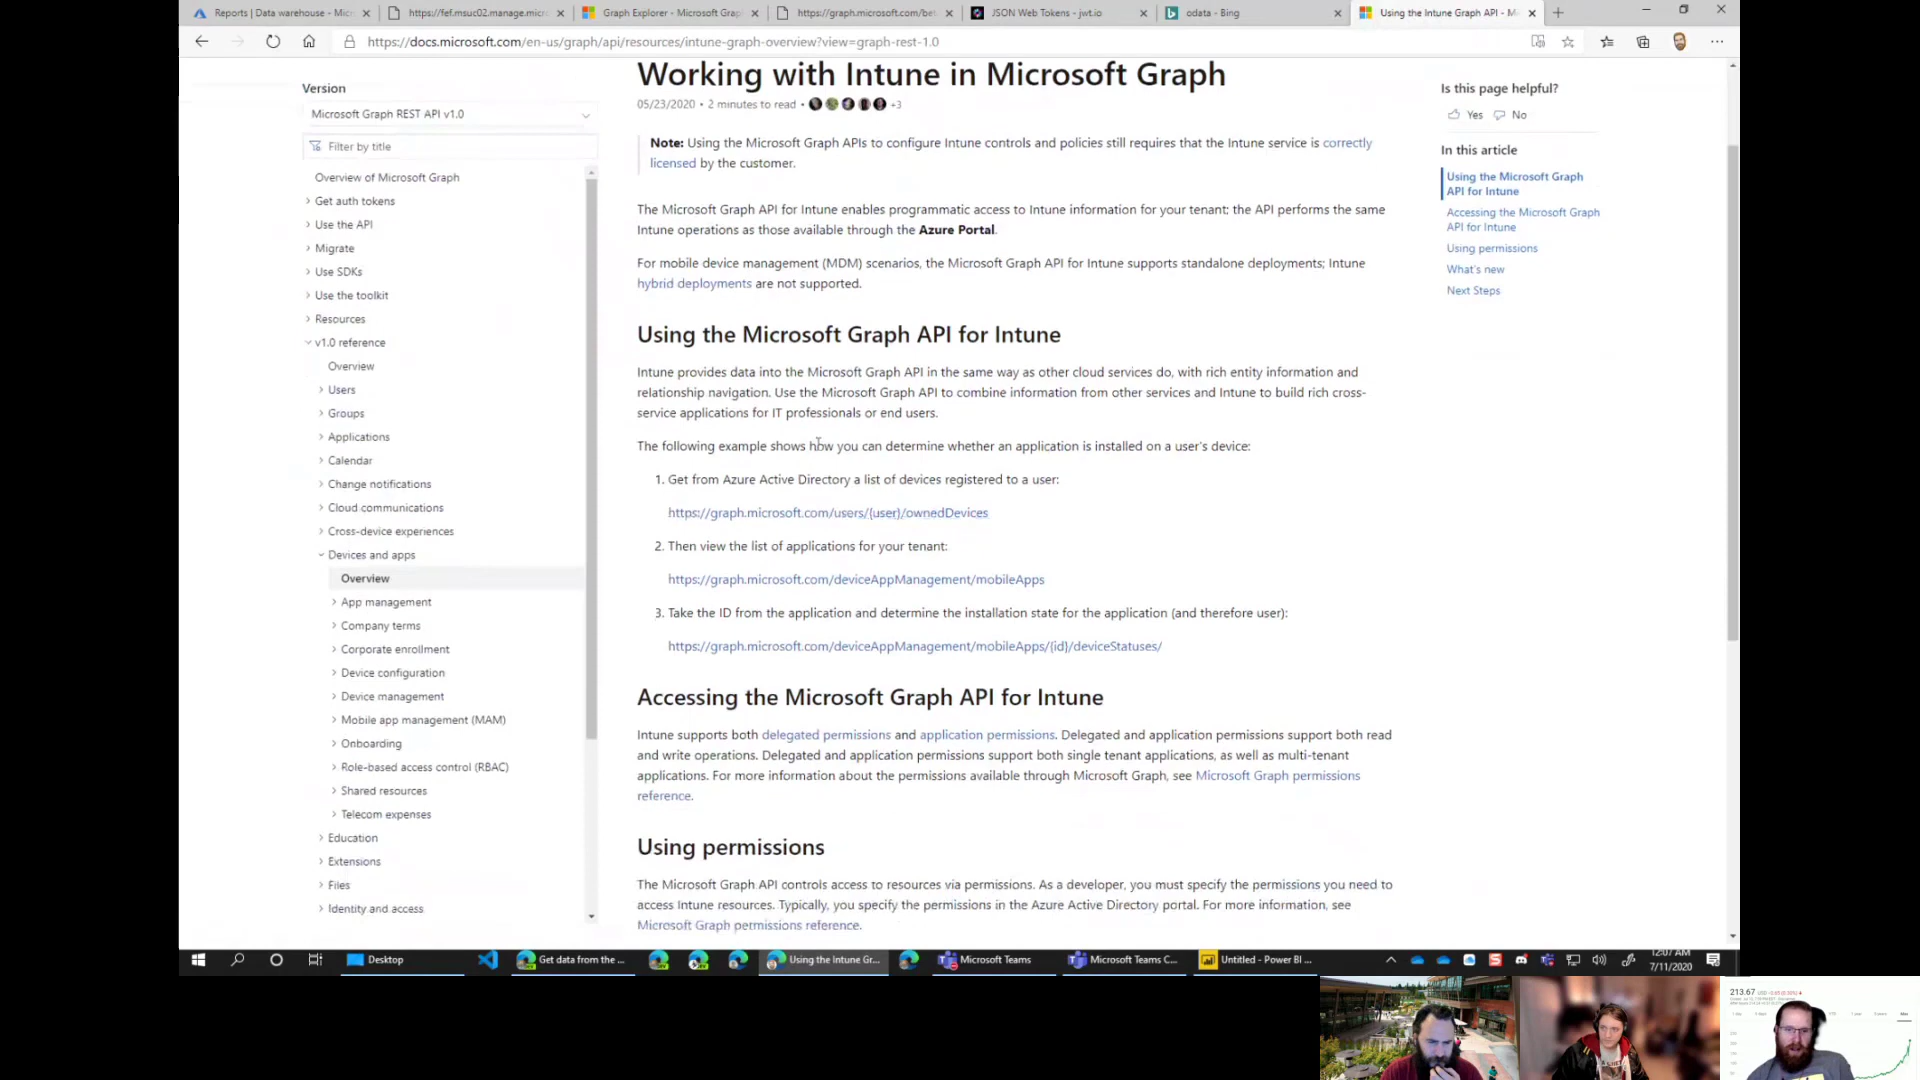 Reports | Data warehouse - Micr
https://fef.msuc02.manage.micro
Graph Explorer - Microsoft Graph
https://graph.microsoft.com/bet
JSON Web Tokens - jwt.io
odata - Bing
Using the Intune Graph API - Mi
https://docs.microsoft.com/en-us/graph/api/resources/intune-graph-overview?view=graph-rest-1.0
Version
Microsoft Graph REST API v1.0
Filter by title
Overview of Microsoft Graph
Get auth tokens
Use the API
Migrate
Use SDKs
Use the toolkit
Resources
v1.0 reference
Overview
Users
Groups
Applications
Calendar
Change notifications
Cloud communications
Cross-device experiences
Devices and apps
Overview
App management
Company terms
Corporate enrollment
Device configuration
Device management
Mobile app management (MAM)
Onboarding
Role-based access control (RBAC)
Shared resources
Telecom expenses
Education
Extensions
Files
Identity and access
Working with Intune in Microsoft Graph
05/23/2020 • 2 minutes to read • +3
Note: Using the Microsoft Graph APIs to configure Intune controls and policies still requires that the Intune service is correctly
licensed by the customer.
The Microsoft Graph API for Intune enables programmatic access to Intune information for your tenant; the API performs the same
Intune operations as those available through the Azure Portal.
For mobile device management (MDM) scenarios, the Microsoft Graph API for Intune supports standalone deployments; Intune
hybrid deployments are not supported.
Using the Microsoft Graph API for Intune
Intune provides data into the Microsoft Graph API in the same way as other cloud services do, with rich entity information and
relationship navigation. Use the Microsoft Graph API to combine information from other services and Intune to build rich cross-
service applications for IT professionals or end users.
The following example shows how you can determine whether an application is installed on a user's device:
1. Get from Azure Active Directory a list of devices registered to a user:
https://graph.microsoft.com/users/{user}/ownedDevices
2. Then view the list of applications for your tenant:
https://graph.microsoft.com/deviceAppManagement/mobileApps
3. Take the ID from the application and determine the installation state for the application (and therefore user):
https://graph.microsoft.com/deviceAppManagement/mobileApps/{id}/deviceStatuses/
Accessing the Microsoft Graph API for Intune
Intune supports both delegated permissions and application permissions. Delegated and application permissions support both read
and write operations. Delegated and application permissions support both single tenant applications, as well as multi-tenant
applications. For more information about the permissions available through Microsoft Graph, see Microsoft Graph permissions
reference.
Using permissions
The Microsoft Graph API controls access to resources via permissions. As a developer, you must specify the permissions you need to
access Intune resources. Typically, you specify the permissions in the Azure Active Directory portal. For more information, see
Microsoft Graph permissions reference.
Is this page helpful?
Yes No
In this article
Using the Microsoft Graph
API for Intune
Accessing the Microsoft Graph
API for Intune
Using permissions
What's new
Next Steps
Desktop
Get data from the ...
Using the Intune Gr...
Microsoft Teams
Microsoft Teams C...
Untitled - Power BI ...
12:07 AM
7/11/2020
213.67